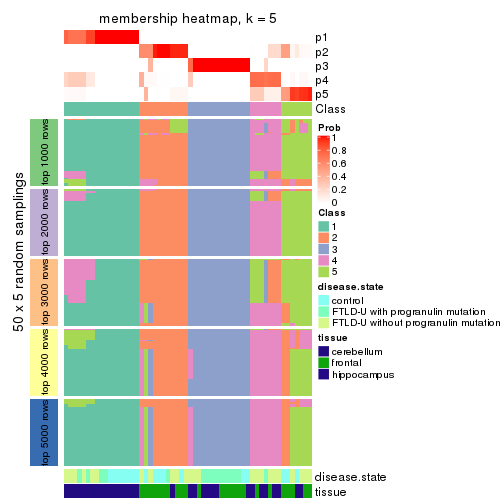 membership heatmap, k = 5
p1
p2
p3
p4
p5
Class
50 x 5 random samplings
top 1000 rows
top 2000 rows
top 3000 rows
top 4000 rows
top 5000 rows
Prob
1
0.8
0.6
0.4
0.2
0
Class
1
2
3
4
5
disease.state
control
FTLD-U with progranulin mutation
FTLD-U without progranulin mutation
tissue
cerebellum
frontal
hippocampus
disease.state
tissue